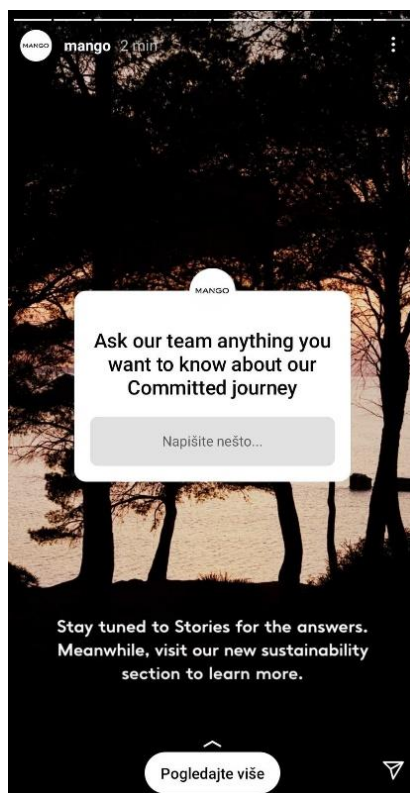 MANGO mango 2 min
MANGO
Ask our team anything you
want to know about our
Committed journey
Napišite nešto...
Stay tuned to Stories for the answers.
Meanwhile, visit our new sustainability
section to learn more.
Pogledajte više